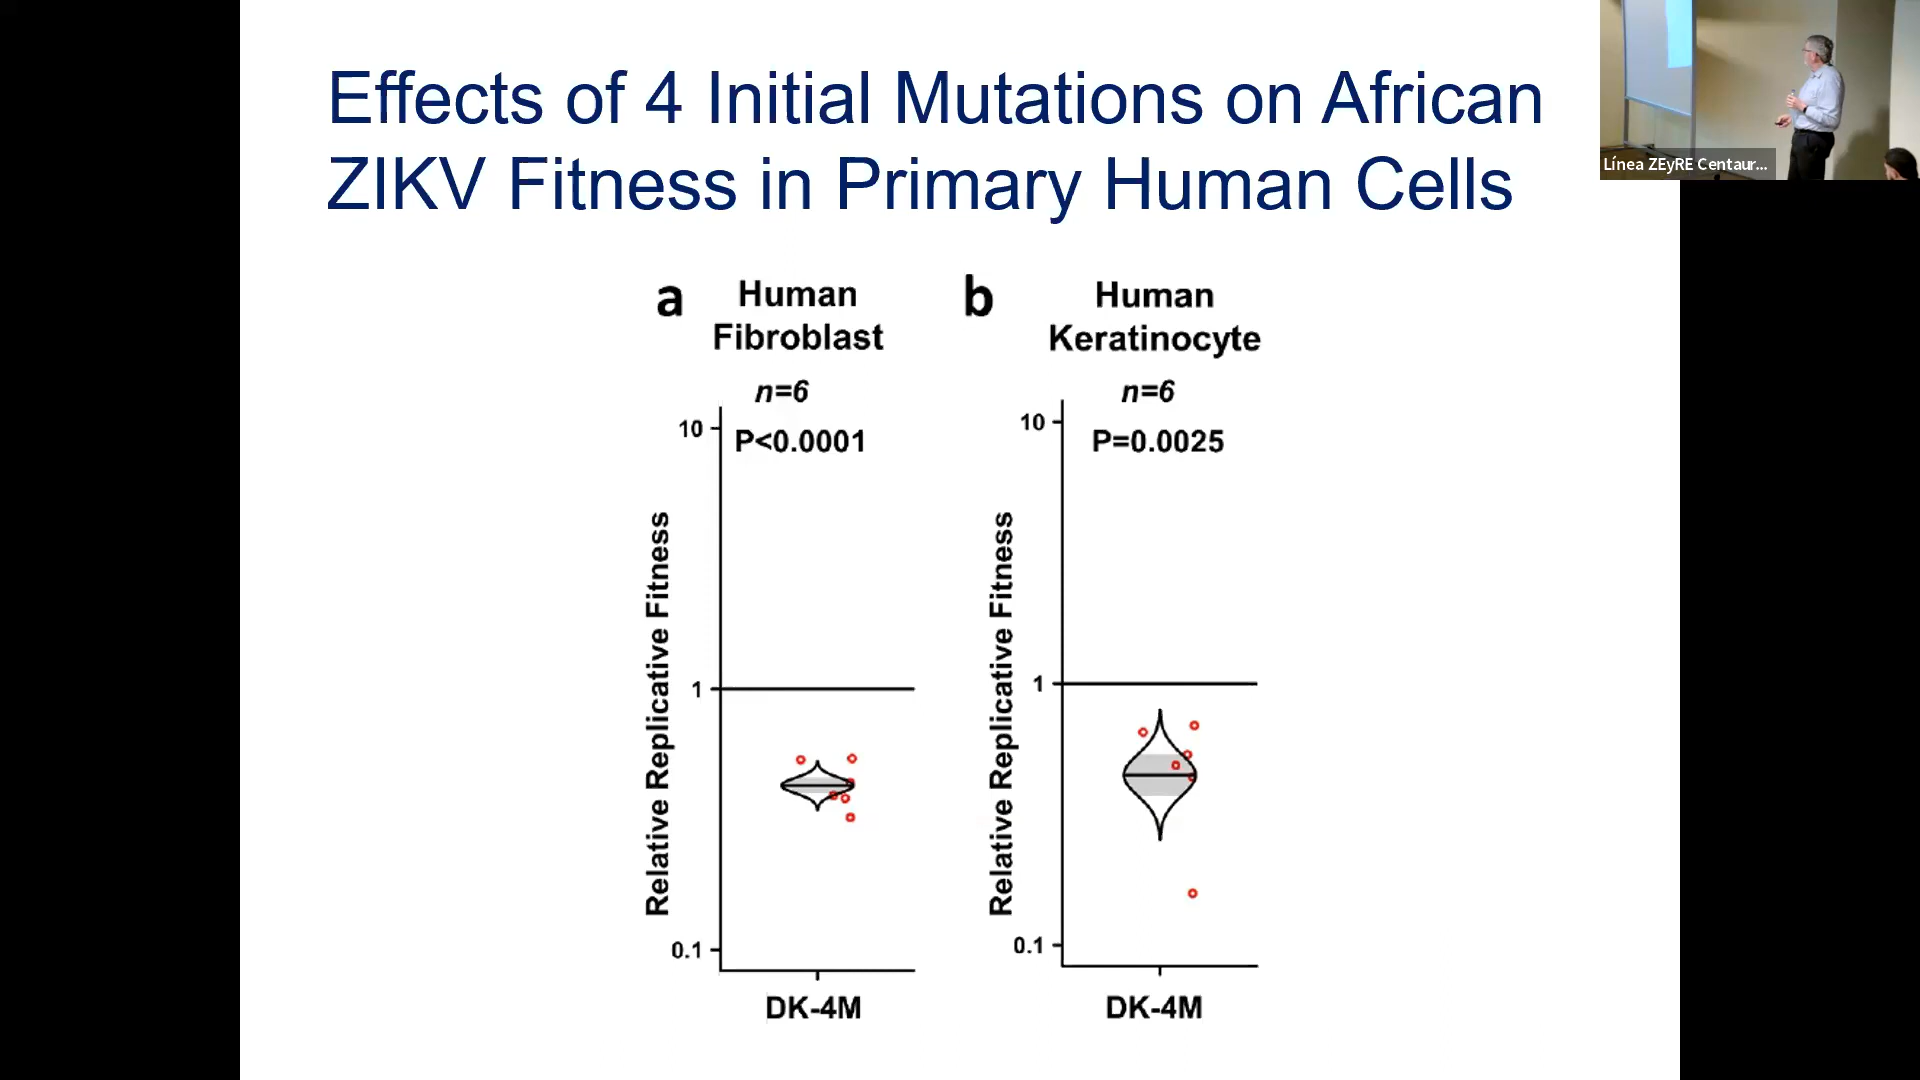 Effects of 4 Initial Mutations on African
ZIKV Fitness in Primary Human Cells
Línea ZEyRE Centaur...
a
Human
Fibroblast
n=6
P<0.0001
10
1
0.1
Relative Replicative Fitness
DK-4M
b
Human
Keratinocyte
n=6
P=0.0025
10
1
0.1
Relative Replicative Fitness
DK-4M